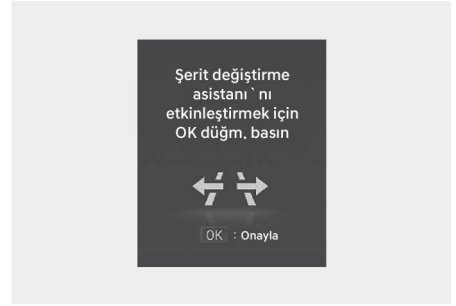 Şerit değiştirme
asistanı`nı
etkinleştirmek için
OK düğm. basın
OK : Onayla